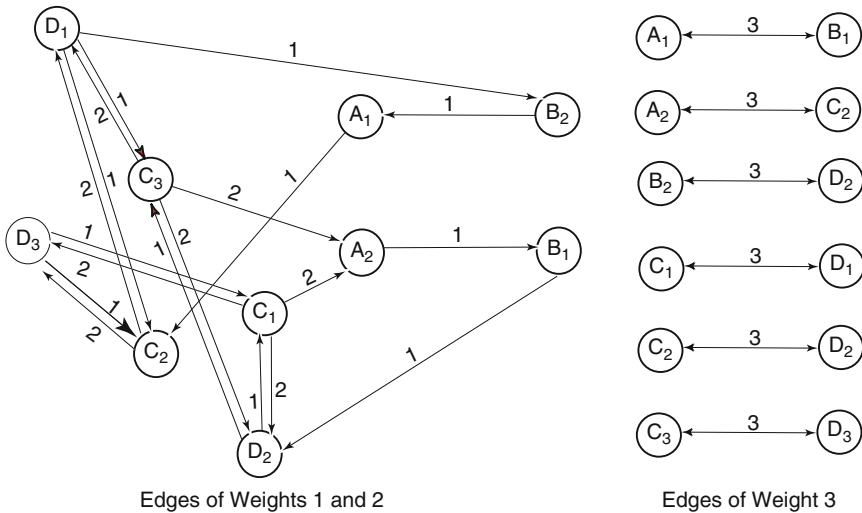 D1
1
B2
A1
1
2
1
C3
2
1
2
1
D3
1
2
1
2
A2
1
B1
2
1
2
C1
1
2
1
2
C2
D2
Edges of Weights 1 and 2
A1 3 B1
A2 3 C2
B2 3 D2
C1 3 D1
C2 3 D2
C3 3 D3
Edges of Weight 3